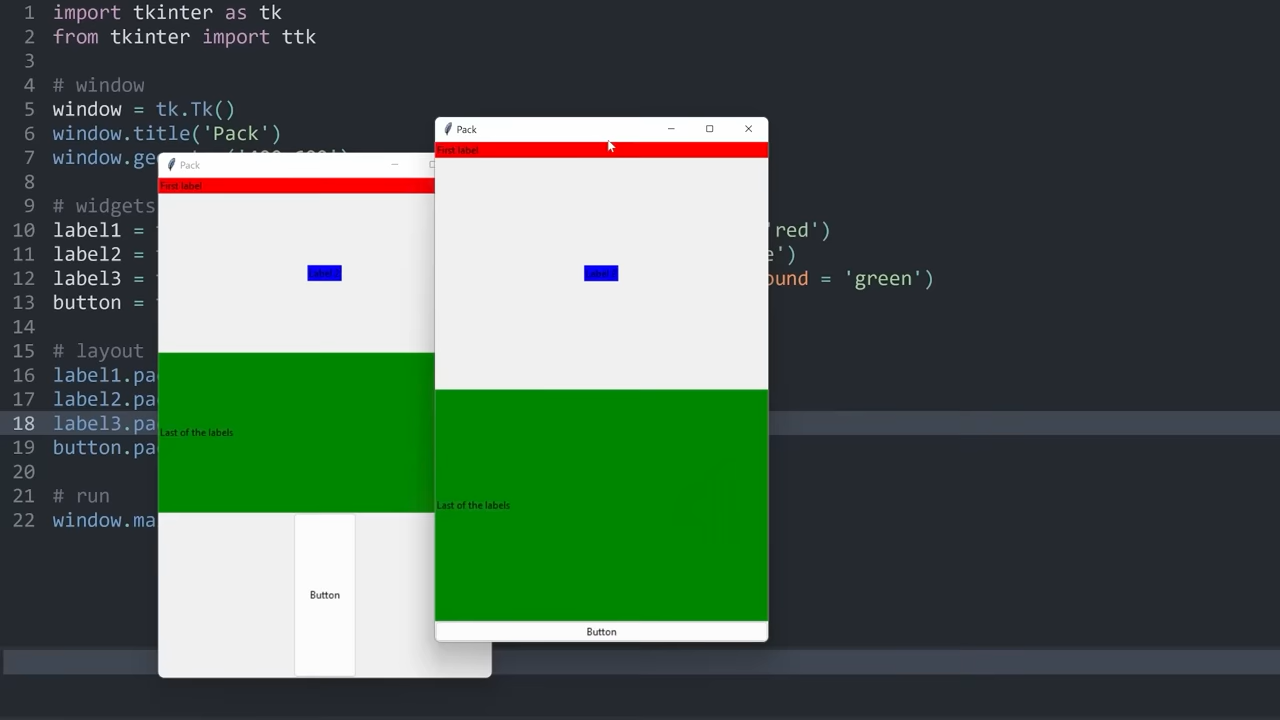 1 import tkinter as tk
2 from tkinter import ttk
3
4 # window
5 window = tk.Tk()
6 window.title('Pack')
7 window.ge
8
9 # widgets
10 label1 = 'red')
11 label2 = e')
12 label3 = ound = 'green')
13 button =
14
15 # layout
16 label1.pa
17 label2.pa
18 label3.pa
19 button.pa
20
21 # run
22 window.ma
Pack
First label
Last of the labels
Button
Pack
First label
Last of the labels
Button